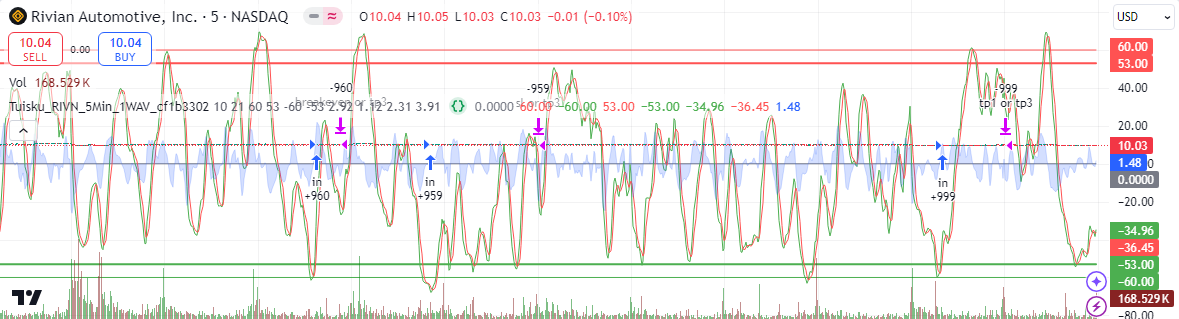 Rivian Automotive, Inc. · 5 · NASDAQ O10.04 H10.05 L10.03 C10.03 −0.01 (−0.10%)
USD
10.04 SELL
0.00
10.04 BUY
Vol 168.529 K
Tuisku_RIVN_5Min_1WAV_cf1b3302 10 21 60 53 -60 -53 2.92 1.12 2.31 3.91 0.0000 60.00 −60.00 53.00 −53.00 −34.96 −36.45 1.48
-960
-959
-999
tp1 or tp3
in
+960
in
+959
in
+999
60.00
53.00
40.00
20.00
10.03
1.48
0.0000
−20.00
−34.96
−36.45
−53.00
−60.00
168.529 K
−80.00